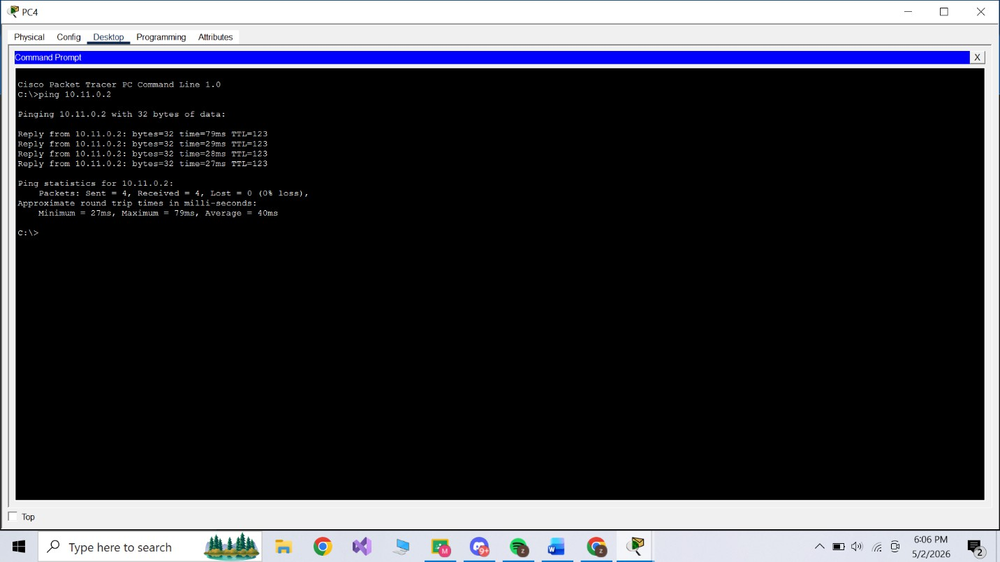 PC4
Physical Config Desktop Programming Attributes
Command Prompt X
Cisco Packet Tracer PC Command Line 1.0
C:\>ping 10.11.0.2
Pinging 10.11.0.2 with 32 bytes of data:
Reply from 10.11.0.2: bytes=32 time=79ms TTL=123
Reply from 10.11.0.2: bytes=32 time=29ms TTL=123
Reply from 10.11.0.2: bytes=32 time=28ms TTL=123
Reply from 10.11.0.2: bytes=32 time=27ms TTL=123
Ping statistics for 10.11.0.2:
Packets: Sent = 4, Received = 4, Lost = 0 (0% loss),
Approximate round trip times in milli-seconds:
Minimum = 27ms, Maximum = 79ms, Average = 40ms
C:\>
Top
Type here to search M 9+ z W z 6:06 PM
5/2/2026 2